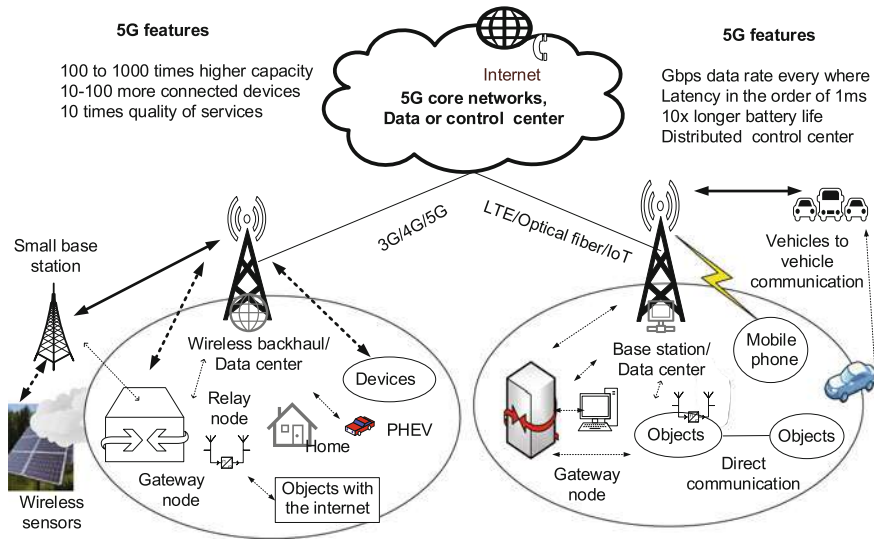 5G features
100 to 1000 times higher capacity
10-100 more connected devices
10 times quality of services
Internet
5G core networks,
Data or control center
5G features
Gbps data rate every where
Latency in the order of 1ms
10x longer battery life
Distributed control center
3G/4G/5G
LTE/Optical fiber/IoT
Vehicles to
vehicle
communication
Small base
station
Wireless backhaul/
Data center
Devices
Relay
node
Home
PHEV
Gateway
node
Objects with
the internet
Wireless
sensors
Base station/
Data center
Mobile
phone
Objects
Objects
Gateway
node
Direct
communication